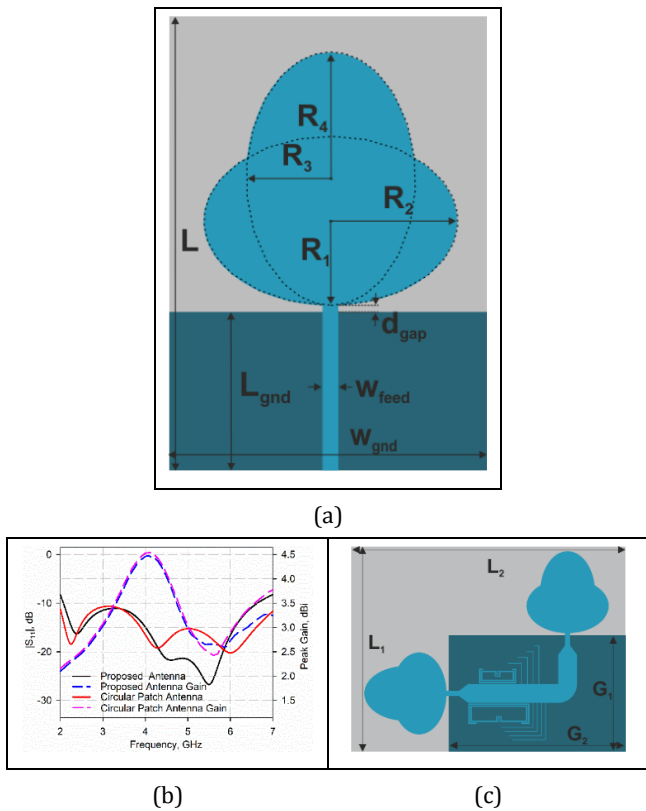 R4
R3
R2
L
R1
dgap
Lgnd
wfeed
wgnd
(a)
0
-10
-20
-30
|S11|, dB
4.5
4.0
3.5
3.0
2.5
2.0
1.5
Peak Gain, dBi
Proposed Antenna
Proposed Antenna Gain
Circular Patch Antenna
Circular Patch Antenna Gain
2 3 4 5 6 7
Frequency, GHz
L2
L1
G1
G2
(b) (c)